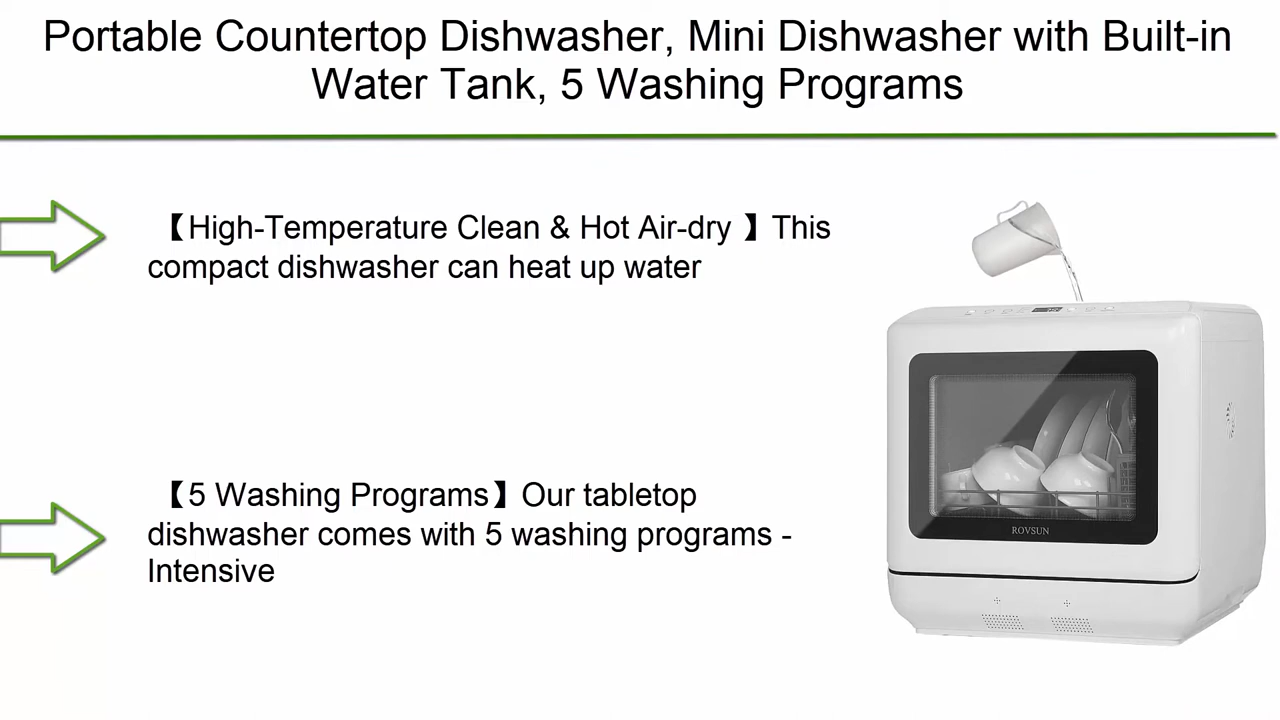 Portable Countertop Dishwasher, Mini Dishwasher with Built-in
Water Tank, 5 Washing Programs
【High-Temperature Clean & Hot Air-dry 】This
compact dishwasher can heat up water
【5 Washing Programs】Our tabletop
dishwasher comes with 5 washing programs -
Intensive
ROVSUN